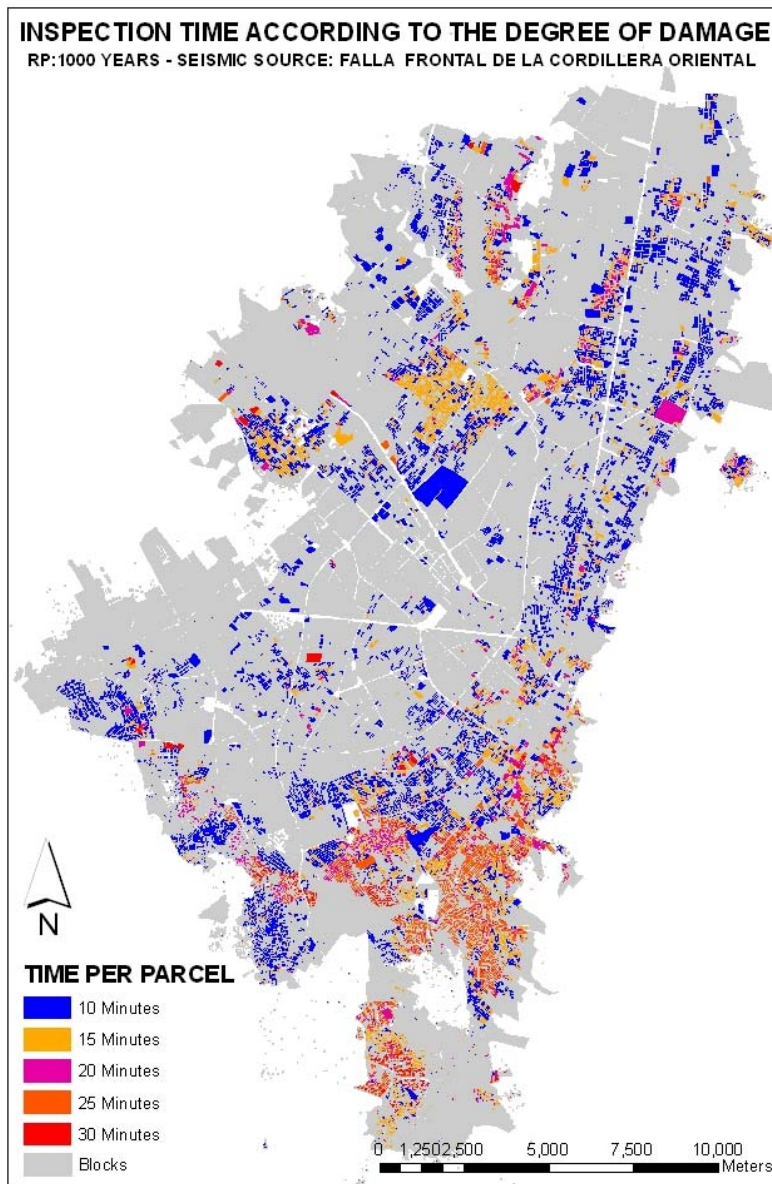 INSPECTION TIME ACCORDING TO THE DEGREE OF DAMAGE
RP:1000 YEARS - SEISMIC SOURCE: FALLA FRONTAL DE LA CORDILLERA ORIENTAL
N
TIME PER PARCEL
10 Minutes
15 Minutes
20 Minutes
25 Minutes
30 Minutes
Blocks
0 1,250 2,500 5,000 7,500 10,000
Meters